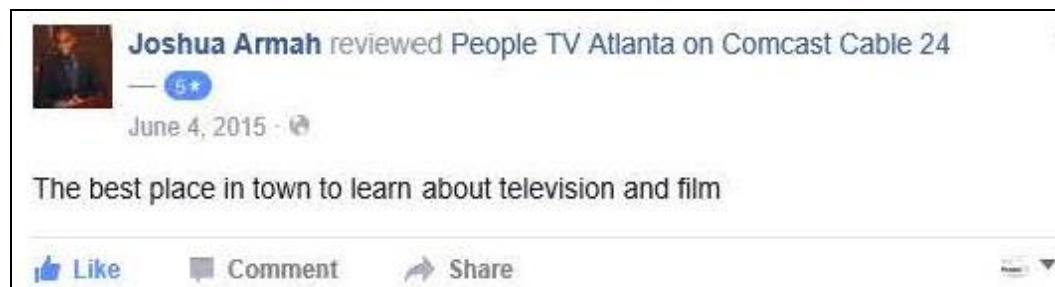 Joshua Armah reviewed People TV Atlanta on Comcast Cable 24
— 5★
June 4, 2015 ·
The best place in town to learn about television and film
Like Comment Share